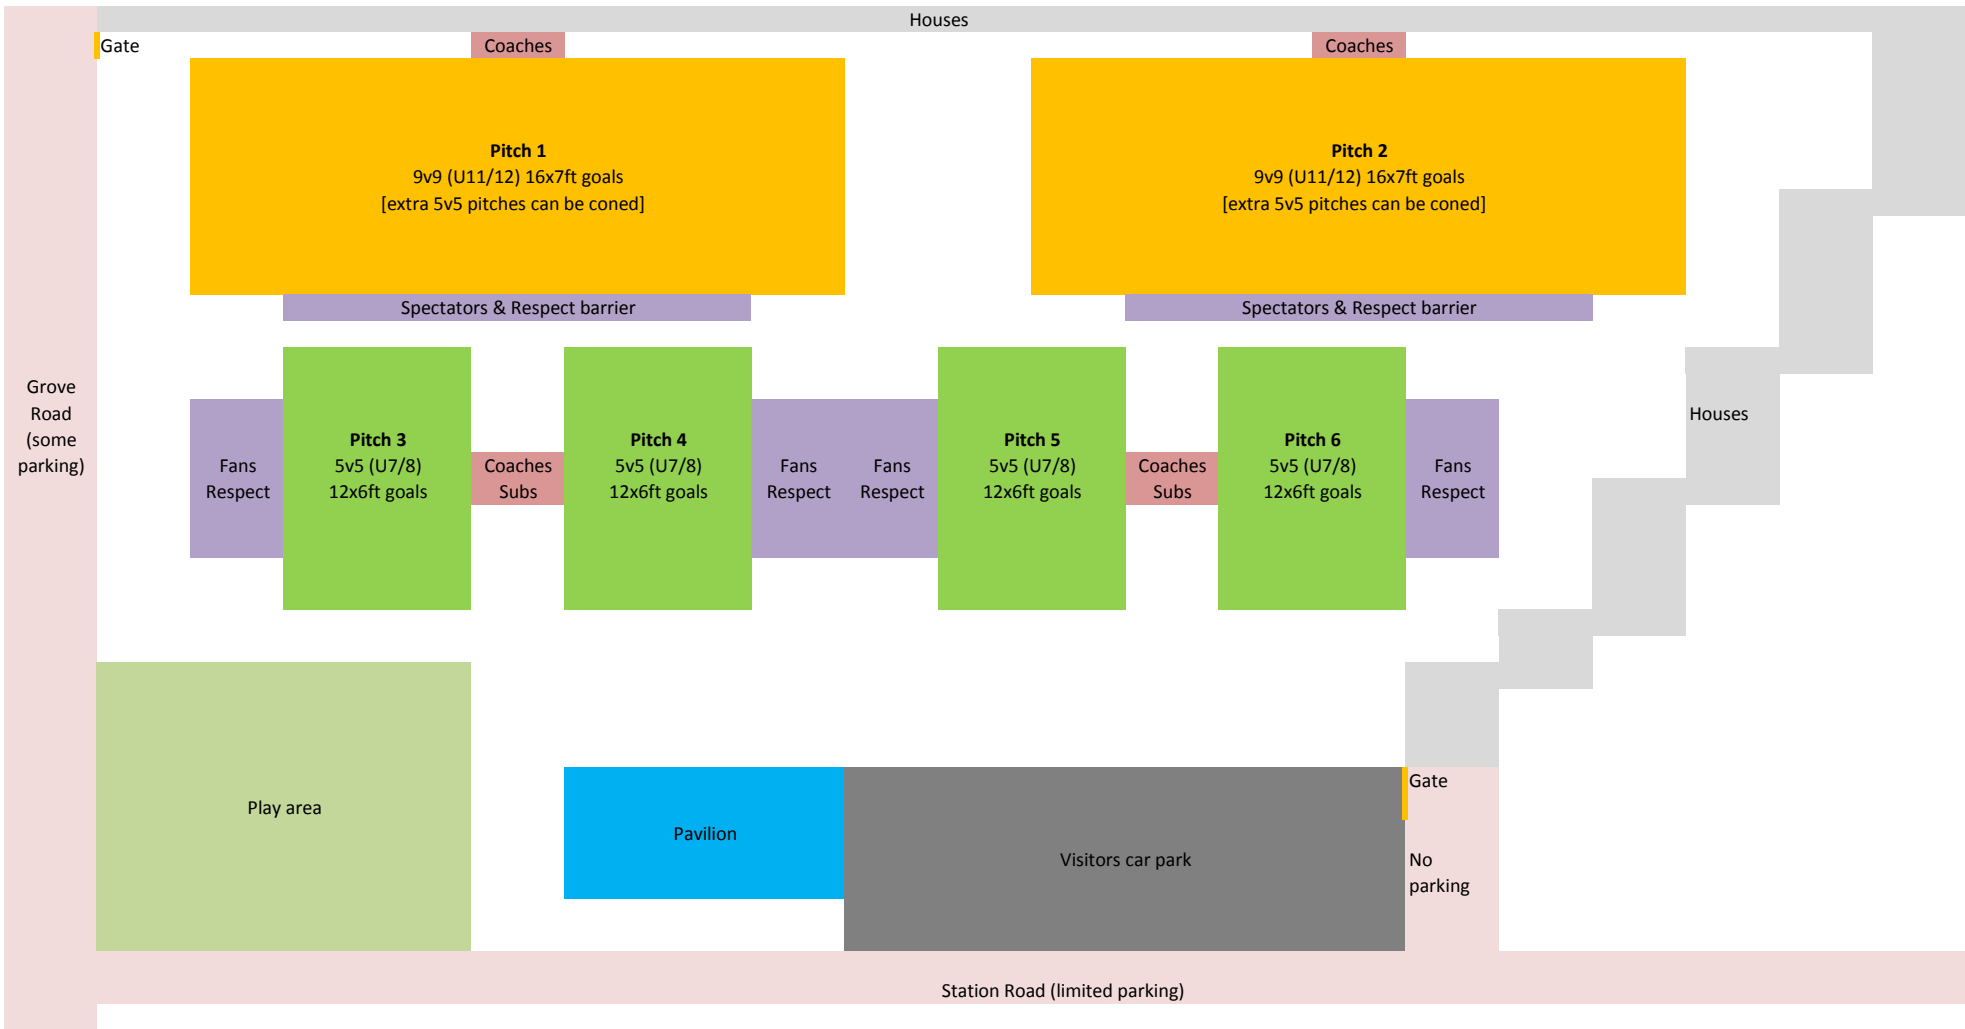 Houses
Gate
Coaches
Coaches
Pitch 1
9v9 (U11/12) 16x7ft goals
[extra 5v5 pitches can be coned]
Pitch 2
9v9 (U11/12) 16x7ft goals
[extra 5v5 pitches can be coned]
Spectators & Respect barrier
Spectators & Respect barrier
Grove
Road
(some
parking)
Fans
Respect
Pitch 3
5v5 (U7/8)
12x6ft goals
Coaches
Subs
Pitch 4
5v5 (U7/8)
12x6ft goals
Fans
Respect
Fans
Respect
Pitch 5
5v5 (U7/8)
12x6ft goals
Coaches
Subs
Pitch 6
5v5 (U7/8)
12x6ft goals
Fans
Respect
Houses
Play area
Pavilion
Visitors car park
Gate
No
parking
Station Road (limited parking)